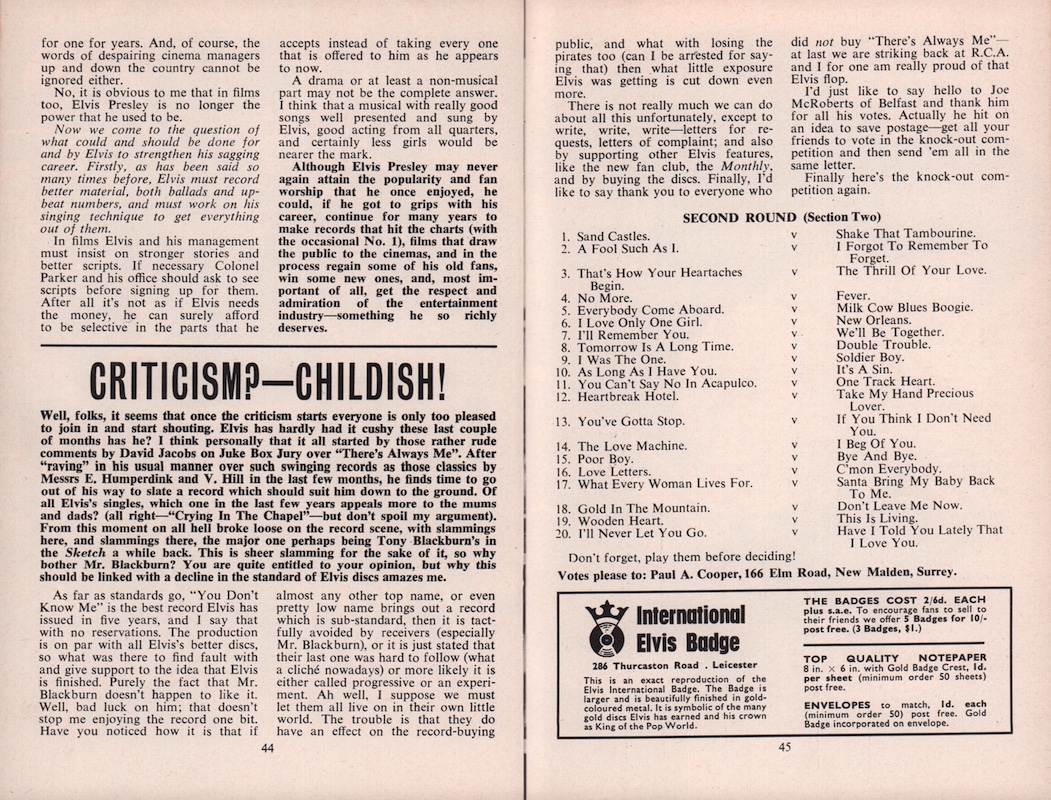 for one for years. And, of course, the
words of despairing cinema managers
up and down the country cannot be
ignored either.
No, it is obvious to me that in films
too, Elvis Presley is no longer the
power that he used to be.
Now we come to the question of
what could and should be done for
and by Elvis to strengthen his sagging
career. Firstly, as has been said so
many times before, Elvis must record
better material, both ballads and up-
beat numbers, and must work on his
singing technique to get everything
out of them.
In films Elvis and his management
must insist on stronger stories and
better scripts. If necessary Colonel
Parker and his office should ask to see
scripts before signing up for them.
After all it's not as if Elvis needs
the money, he can surely afford
to be selective in the parts that he
accepts instead of taking every one
that is offered to him as he appears
to now.
A drama or at least a non-musical
part may not be the complete answer.
I think that a musical with really good
songs well presented and sung by
Elvis, good acting from all quarters,
and certainly less girls would be
nearer the mark.
Although Elvis Presley may never
again attain the popularity and fan
worship that he once enjoyed, he
could, if he got to grips with his
career, continue for many years to
make records that hit the charts (with
the occasional No. 1), films that draw
the public to the cinemas, and in the
process regain some of his old fans,
win some new ones, and, most im-
portant of all, get the respect and
admiration of the entertainment
industry—something he so richly
deserves.
CRITICISM?—CHILDISH!
Well, folks, it seems that once the criticism starts everyone is only too pleased
to join in and start shouting. Elvis has hardly had it cushy these last couple
of months has he? I think personally that it all started by those rather rude
comments by David Jacobs on Juke Box Jury over "There's Always Me". After
"raving" in his usual manner over such swinging records as those classics by
Messrs E. Humperdink and V. Hill in the last few months, he finds time to go
out of his way to slate a record which should suit him down to the ground. Of
all Elvis's singles, which one in the last few years appeals more to the mums
and dads? (all right—"Crying In The Chapel"—but don't spoil my argument).
From this moment on all hell broke loose on the record scene, with slammings
here, and slammings there, the major one perhaps being Tony Blackburn's in
the Sketch a while back. This is sheer slamming for the sake of it, so why
bother Mr. Blackburn? You are quite entitled to your opinion, but why this
should be linked with a decline in the standard of Elvis discs amazes me.
As far as standards go, "You Don't
Know Me" is the best record Elvis has
issued in five years, and I say that
with no reservations. The production
is on par with all Elvis's better discs,
so what was there to find fault with
and give support to the idea that Elvis
is finished. Purely the fact that Mr.
Blackburn doesn't happen to like it.
Well, bad luck on him; that doesn't
stop me enjoying the record one bit.
Have you noticed how it is that if
almost any other top name, or even
pretty low name brings out a record
which is sub-standard, then it is tact-
fully avoided by receivers (especially
Mr. Blackburn), or it is just stated that
their last one was hard to follow (what
a cliché nowadays) or more likely it is
either called progressive or an experi-
ment. Ah well, I suppose we must
let them all live on in their own little
world. The trouble is that they do
have an effect on the record-buying
44
public, and what with losing the
pirates too (can I be arrested for say-
ing that) then what little exposure
Elvis was getting is cut down even
more.
There is not really much we can do
about all this unfortunately, except to
write, write, write—letters for re-
quests, letters of complaint; and also
by supporting other Elvis features,
like the new fan club, the Monthly,
and by buying the discs. Finally, I'd
like to say thank you to everyone who
did not buy "There's Always Me"—
at last we are striking back at R.C.A.
and I for one am really proud of that
Elvis flop.
I'd just like to say hello to Joe
McRoberts of Belfast and thank him
for all his votes. Actually he hit on
an idea to save postage—get all your
friends to vote in the knock-out com-
petition and then send 'em all in the
same letter.
Finally here's the knock-out com-
petition again.
SECOND ROUND (Section Two)
1. Sand Castles. v Shake That Tambourine.
2. A Fool Such As I. v I Forgot To Remember To
Forget.
3. That's How Your Heartaches v The Thrill Of Your Love.
Begin.
4. No More. v Fever.
5. Everybody Come Aboard. v Milk Cow Blues Boogie.
6. I Love Only One Girl. v New Orleans.
7. I'll Remember You. v We'll Be Together.
8. Tomorrow Is A Long Time. v Double Trouble.
9. I Was The One. v Soldier Boy.
10. As Long As I Have You. v It's A Sin.
11. You Can't Say No In Acapulco. v One Track Heart.
12. Heartbreak Hotel. v Take My Hand Precious
Lover.
13. You've Gotta Stop. v If You Think I Don't Need
You.
14. The Love Machine. v I Beg Of You.
15. Poor Boy. v Bye And Bye.
16. Love Letters. v C'mon Everybody.
17. What Every Woman Lives For. v Santa Bring My Baby Back
To Me.
18. Gold In The Mountain. v Don't Leave Me Now.
19. Wooden Heart. v This Is Living.
20. I'll Never Let You Go. v Have I Told You Lately That
I Love You.
Don't forget, play them before deciding!
Votes please to: Paul A. Cooper, 166 Elm Road, New Malden, Surrey.
International
Elvis Badge
286 Thurcaston Road . Leicester
This is an exact reproduction of the
Elvis International Badge. The Badge is
larger and is beautifully finished in gold-
coloured metal. It is symbolic of the many
gold discs Elvis has earned and his crown
as King of the Pop World.
THE BADGES COST 2/6d. EACH
plus s.a.e. To encourage fans to sell to
their friends we offer 5 Badges for 10/-
post free. (3 Badges, $1.)
TOP QUALITY NOTEPAPER
8 in. × 6 in. with Gold Badge Crest, 1d.
per sheet (minimum order 50 sheets)
post free.
ENVELOPES to match, 1d. each
(minimum order 50) post free. Gold
Badge incorporated on envelope.
45